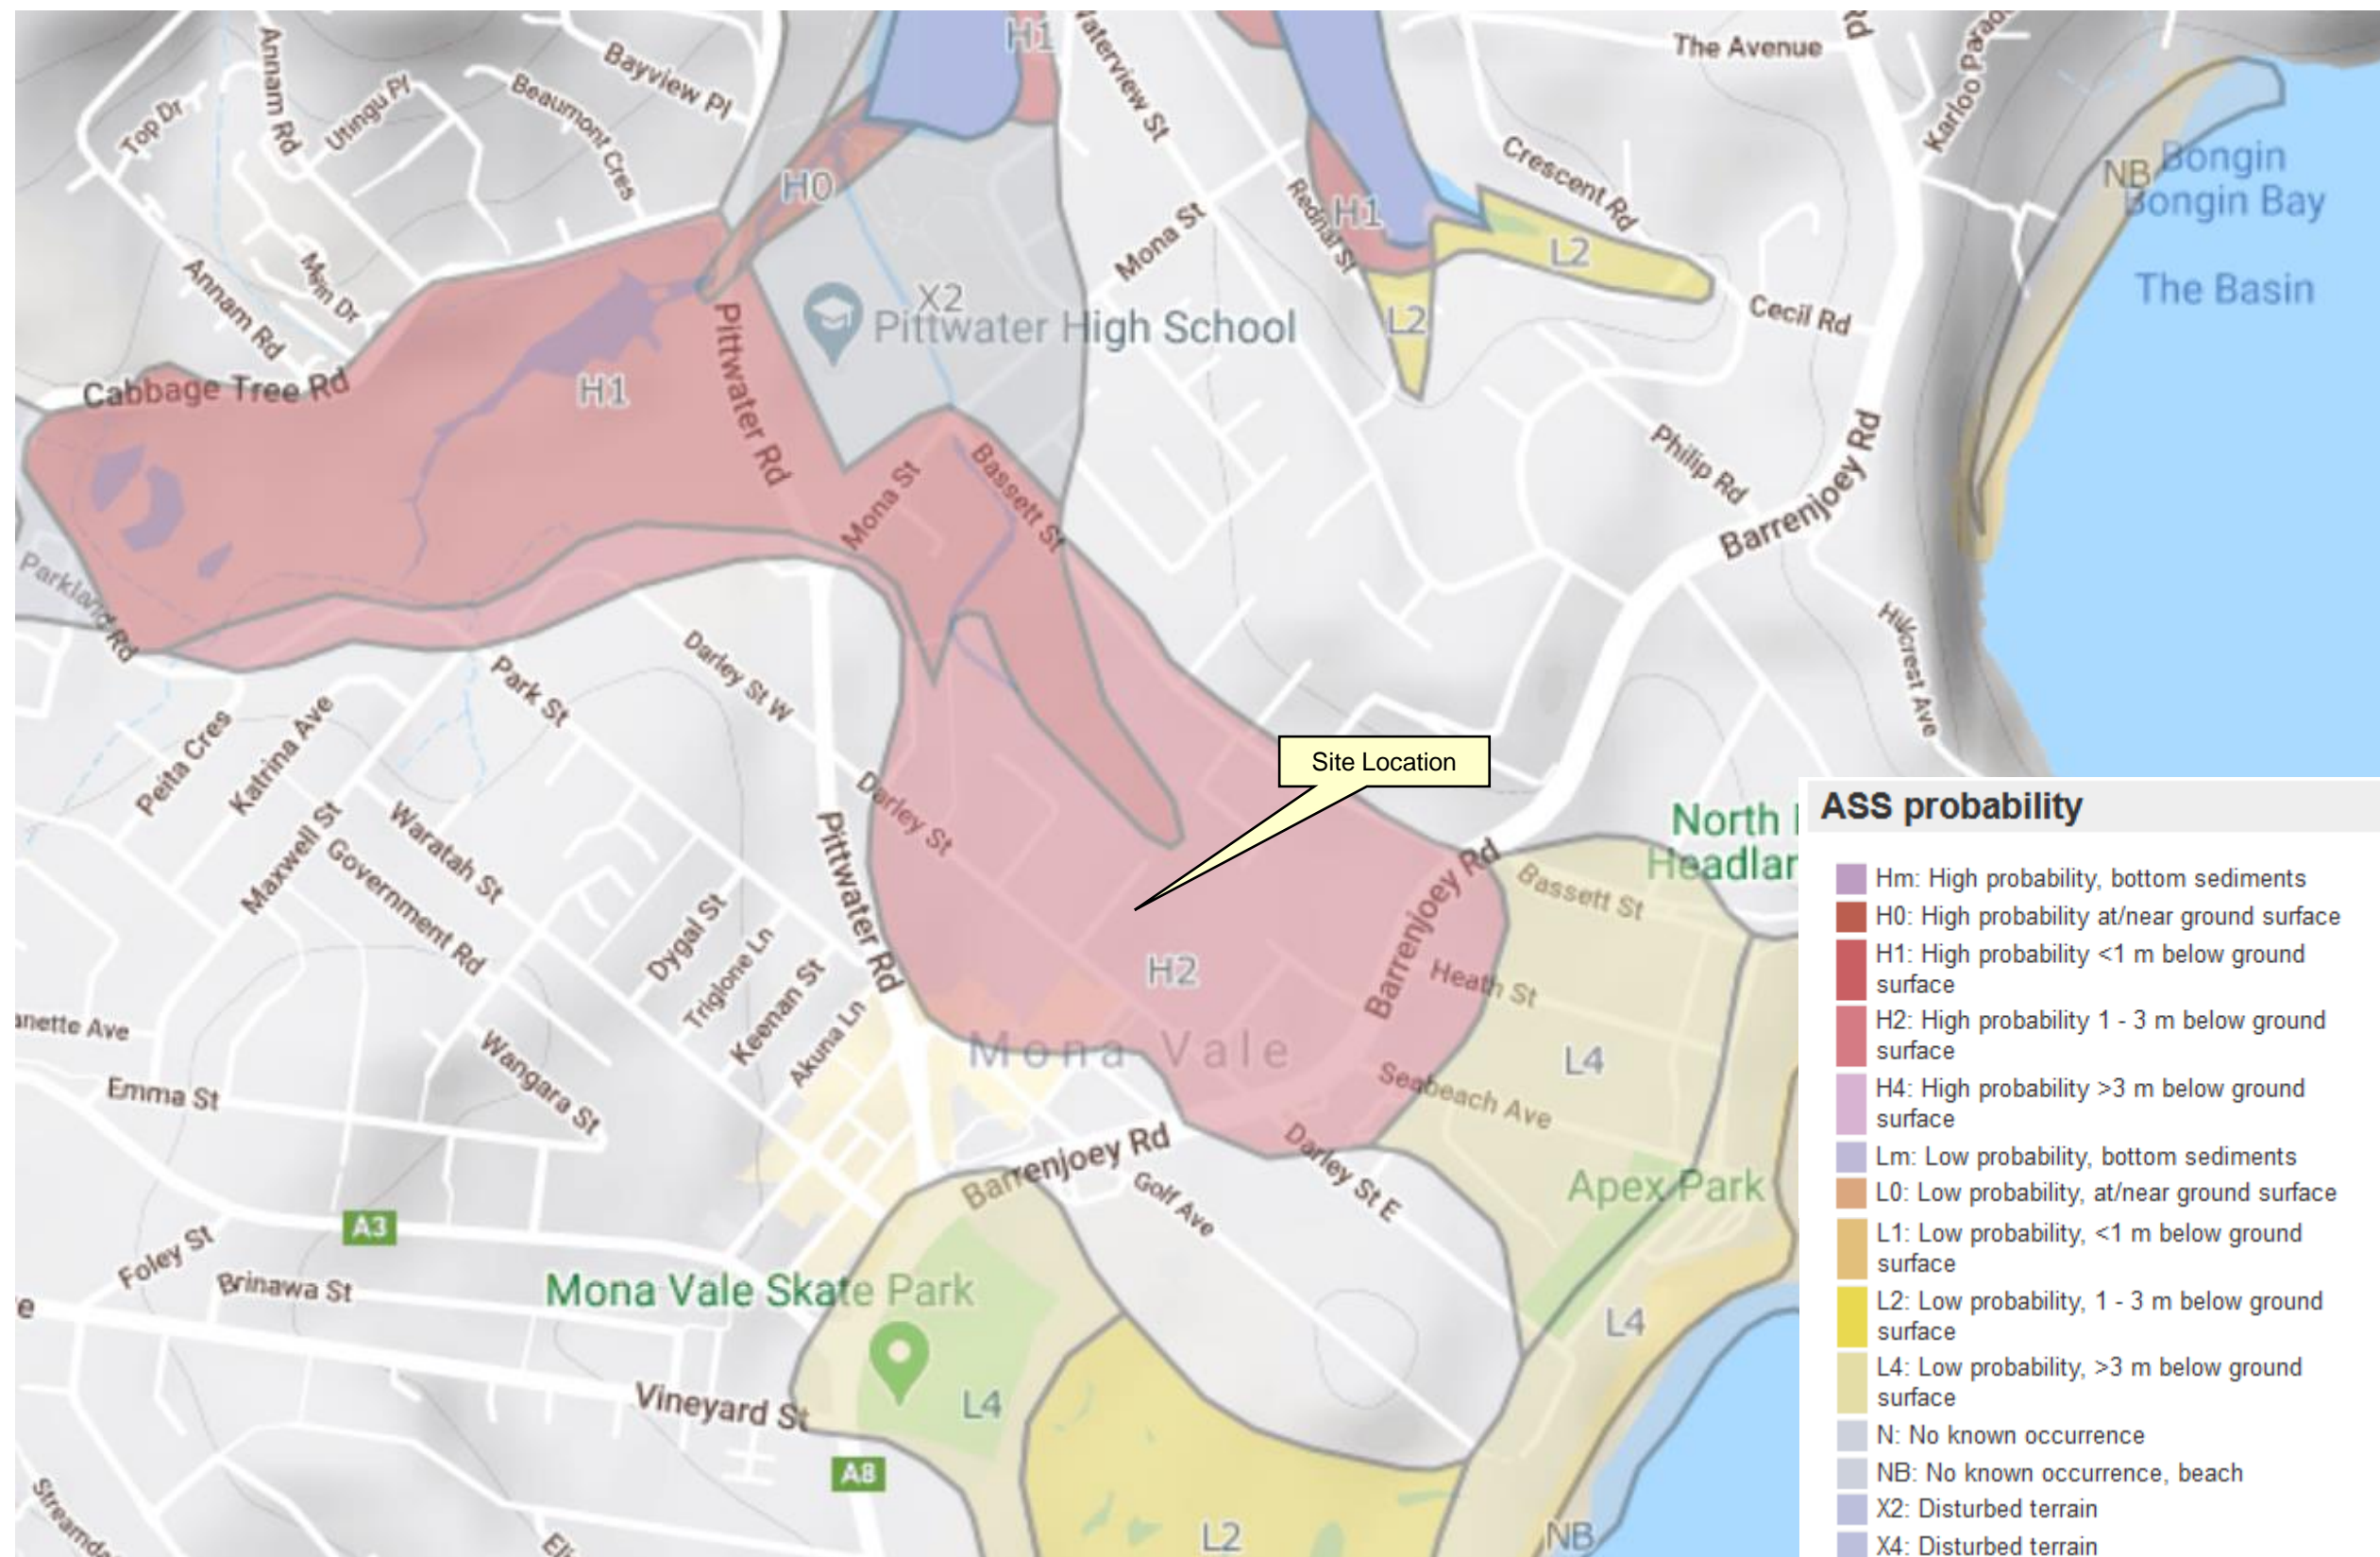 H1
Waterview St
The Avenue
Rd
Annam Rd
Bayview Pl
Top Dr
Utingu Pl
Beaumont Cres
Bongin
Bongin Bay
NB
H0
Crescent Rd
Rednal St
H1
Mona St
L2
The Basin
Annam Rd
Cecil Rd
X2
Pittwater High School
L2
Pittwater Rd
Cabbage Tree Rd
H1
Philip Rd
Mona St
Bassett St
Barrenjoey Rd
Parkland Rd
Hillcrest Ave
Park St
Darley St W
Peita Cres
Katrina Ave
Site Location
Darley St
Maxwell St
Waratah St
Government Rd
Pittwater Rd
Barrenjoey Rd
Bassett St
Dygal St
Triglone Ln
Keenan St
Akuna Ln
H2
Heath St
Mona Vale
L4
Wangara St
Emma St
Seabeach Ave
Barrenjoey Rd
Golf Ave
Darley St E
Apex Park
A3
Foley St
Brinawa St
Mona Vale Skate Park
L4
L4
Vineyard St
A8
L2
NB
ASS probability
Hm: High probability, bottom sediments
H0: High probability at/near ground surface
H1: High probability <1 m below ground
surface
H2: High probability 1 - 3 m below ground
surface
H4: High probability >3 m below ground
surface
Lm: Low probability, bottom sediments
L0: Low probability, at/near ground surface
L1: Low probability, <1 m below ground
surface
L2: Low probability, 1 - 3 m below ground
surface
L4: Low probability, >3 m below ground
surface
N: No known occurrence
NB: No known occurrence, beach
X2: Disturbed terrain
X4: Disturbed terrain